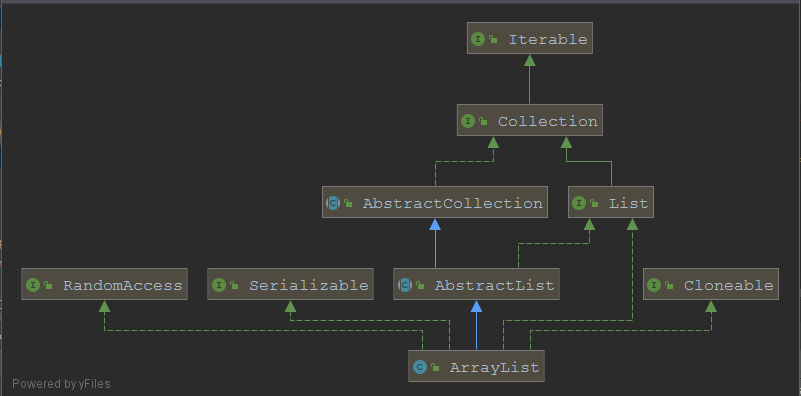 I Iterable
I Collection
C AbstractCollection
I List
I RandomAccess
I Serializable
C AbstractList
I Cloneable
C ArrayList
Powered by yFiles